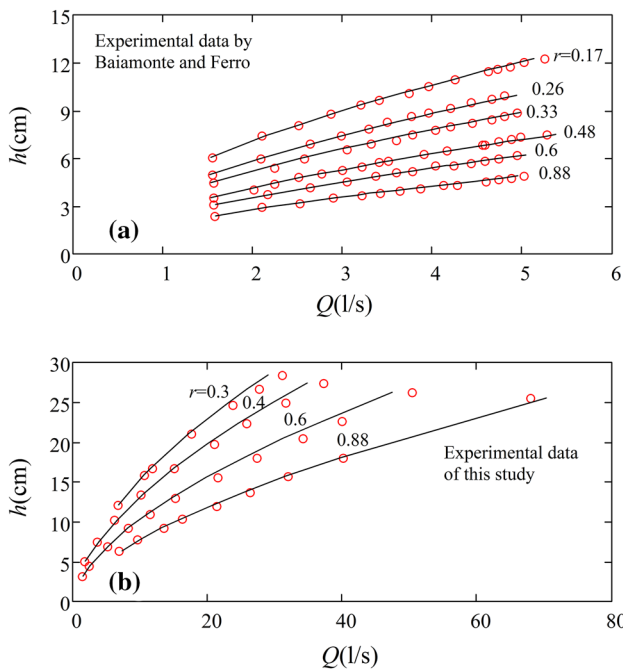 15
12
9
6
3
0
h(cm)
Experimental data by
Baiamonte and Ferro
r=0.17
0.26
0.33
0.48
0.6
0.88
(a)
0 1 2 3 4 5 6
Q(l/s)
30
25
20
15
10
5
0
h(cm)
r=0.3
0.4
0.6
0.88
Experimental data
of this study
(b)
0 20 40 60 80
Q(l/s)